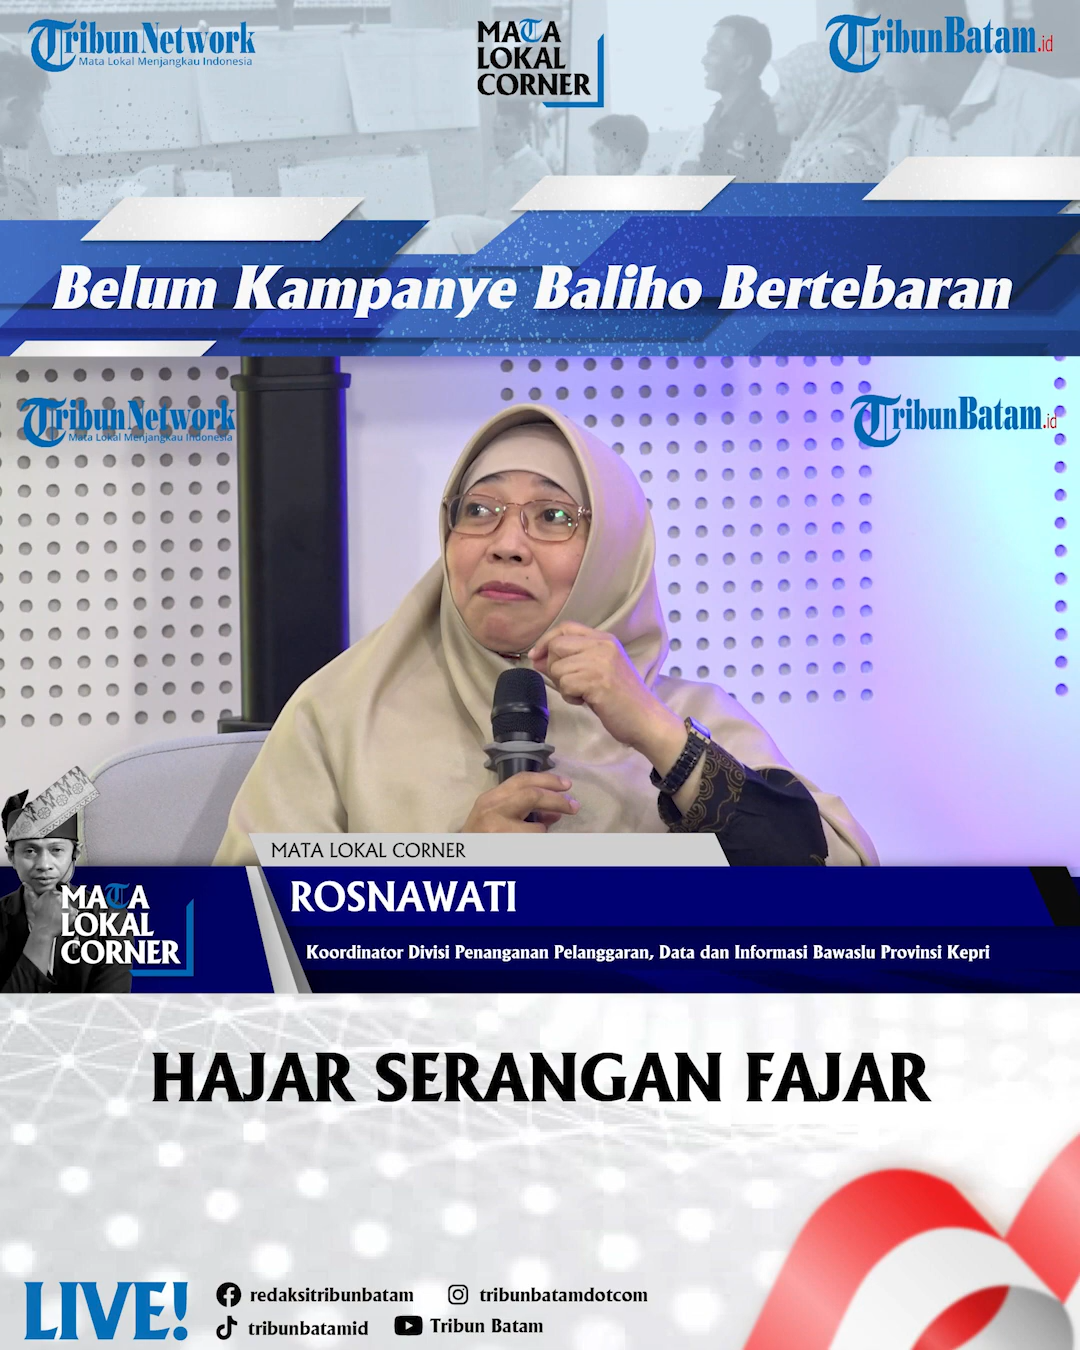 TribunNetwork
Mata Lokal Menjangkau Indonesia
MATA
LOKAL
CORNER
TribunBatam.id
Belum Kampanye Baliho Bertebaran
TribunNetwork
Mata Lokal Menjangkau Indonesia
TribunBatam.id
MATA LOKAL CORNER
MATA
LOKAL
CORNER
ROSNAWATI
Koordinator Divisi Penanganan Pelanggaran, Data dan Informasi Bawaslu Provinsi Kepri
HAJAR SERANGAN FAJAR
LIVE!
redaksitribunbatam
tribunbatamdotcom
tribunbatamid
Tribun Batam